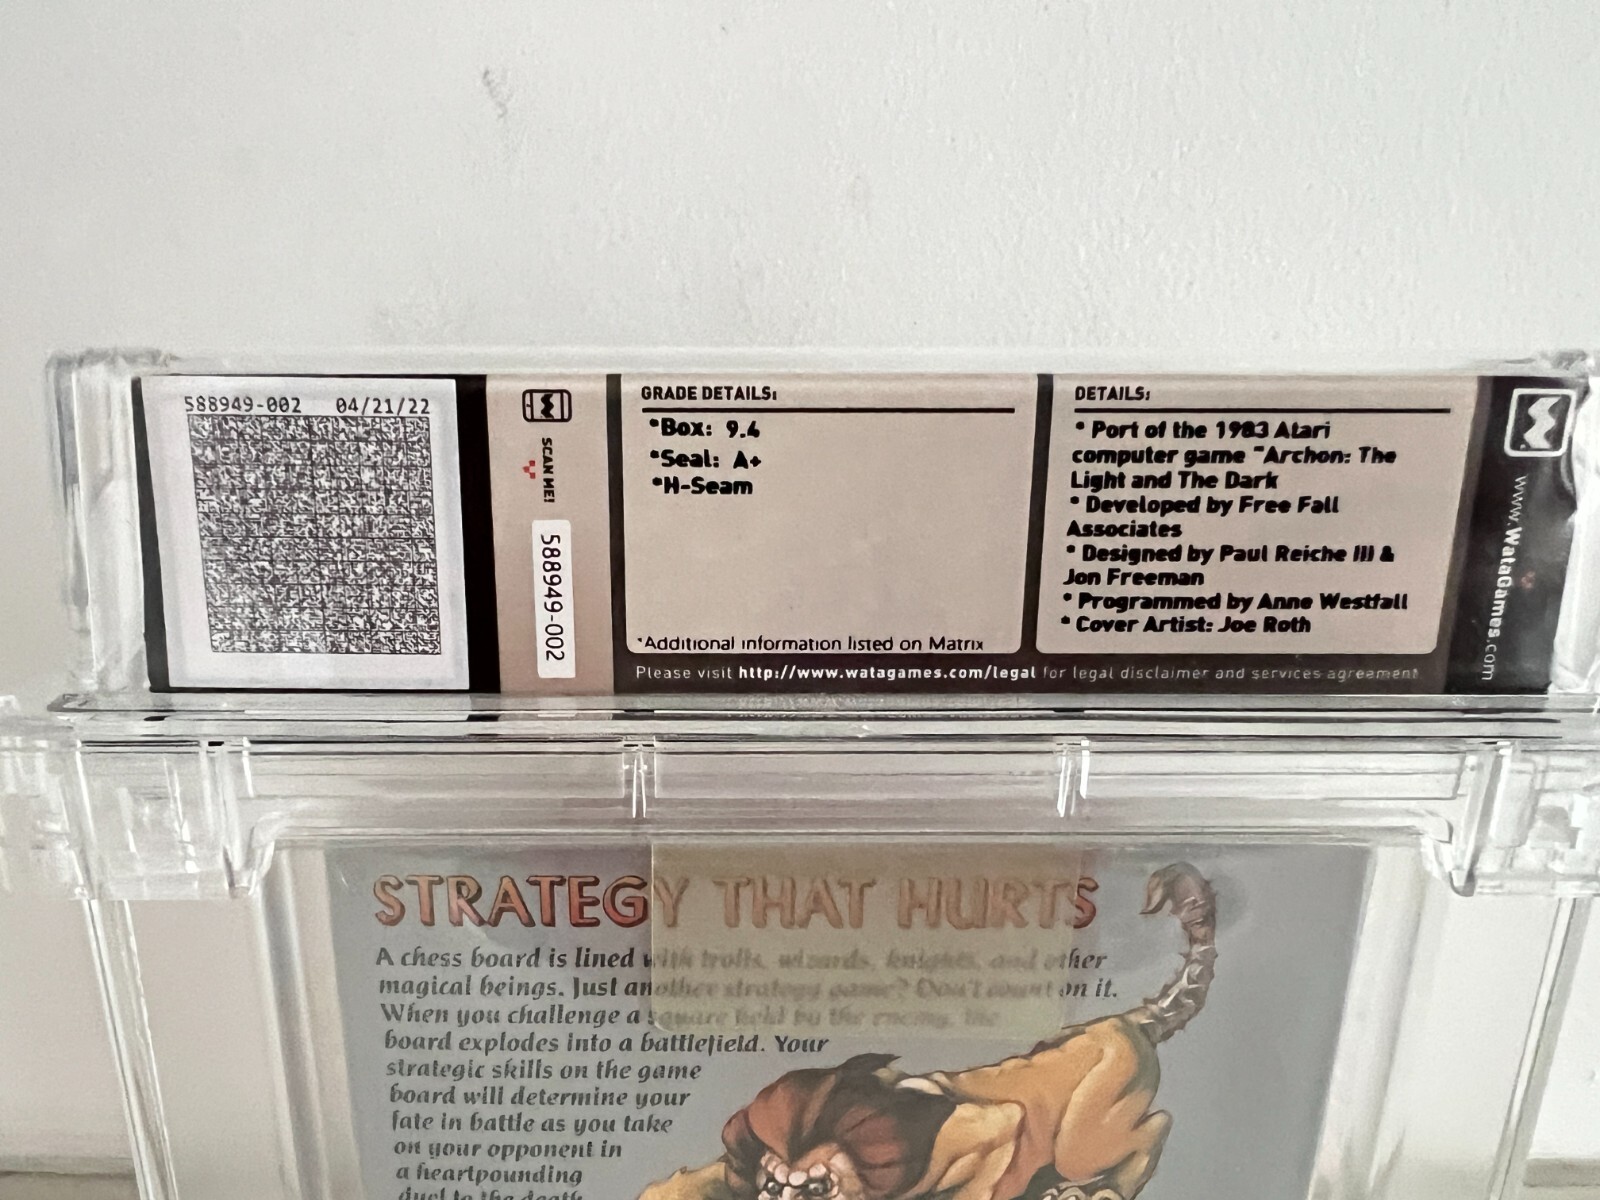 588949-002 04/21/22
SCAN ME!
588949-002
GRADE DETAILS:
*Box: 9.4
*Seal: A+
*H-Seam
*Additional information listed on Matrix
DETAILS:
* Port of the 1983 Atari
computer game "Archon: The
Light and The Dark
* Developed by Free Fall
Associates
* Designed by Paul Reiche III &
Jon Freeman
* Programmed by Anne Westfall
* Cover Artist: Joe Roth
Please visit http://www.watagames.com/legal for legal disclaimer and services agreement
www.WataGames.com
STRATEGY THAT HURTS
A chess board is lined with trolls, wizards, knights, and other
magical beings. Just another strategy game? Don't count on it.
When you challenge a square held by the enemy, the
board explodes into a battlefield. Your
strategic skills on the game
board will determine your
fate in battle as you take
on your opponent in
a heartpounding
duel to the death